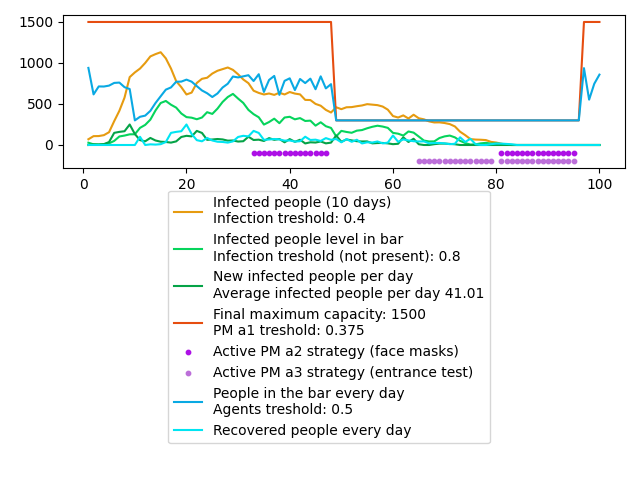 1500
1000
500
0
0
20
40
60
80
100
Infected people (10 days)
Infection treshold: 0.4
Infected people level in bar
Infection treshold (not present): 0.8
New infected people per day
Average infected people per day 41.01
Final maximum capacity: 1500
PM a1 treshold: 0.375
Active PM a2 strategy (face masks)
Active PM a3 strategy (entrance test)
People in the bar every day
Agents treshold: 0.5
Recovered people every day